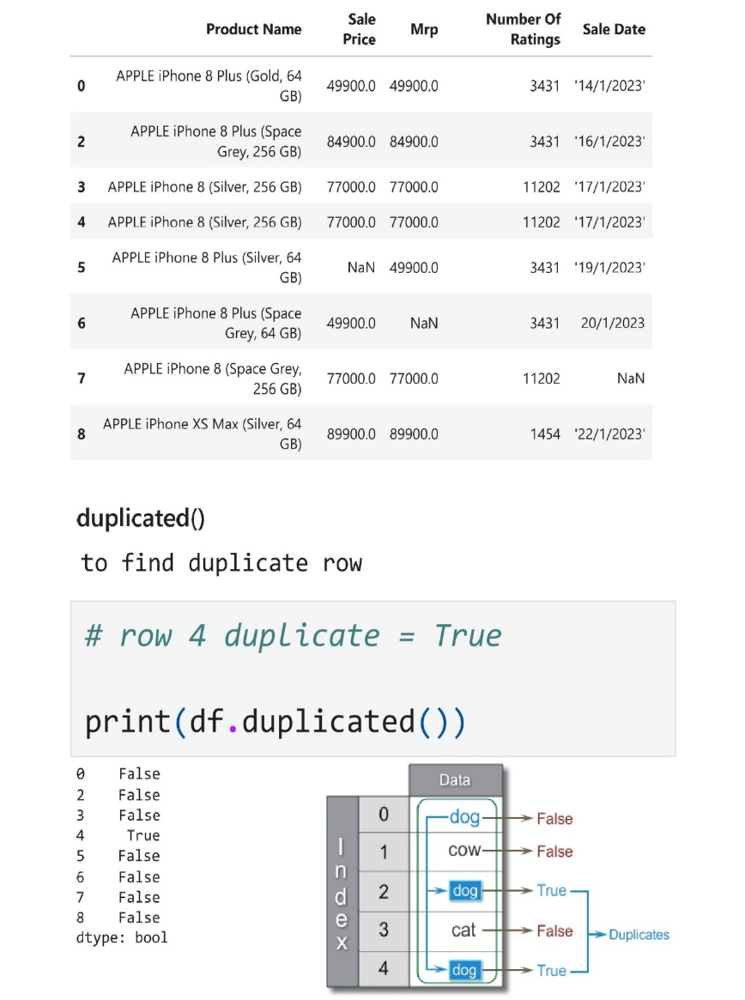 Product Name Sale Price Mrp Number Of Ratings Sale Date
0 APPLE iPhone 8 Plus (Gold, 64 GB) 49900.0 49900.0 3431 '14/1/2023'
2 APPLE iPhone 8 Plus (Space Grey, 256 GB) 84900.0 84900.0 3431 '16/1/2023'
3 APPLE iPhone 8 (Silver, 256 GB) 77000.0 77000.0 11202 '17/1/2023'
4 APPLE iPhone 8 (Silver, 256 GB) 77000.0 77000.0 11202 '17/1/2023'
5 APPLE iPhone 8 Plus (Silver, 64 GB) NaN 49900.0 3431 '19/1/2023'
6 APPLE iPhone 8 Plus (Space Grey, 64 GB) 49900.0 NaN 3431 20/1/2023
7 APPLE iPhone 8 (Space Grey, 256 GB) 77000.0 77000.0 11202 NaN
8 APPLE iPhone XS Max (Silver, 64 GB) 89900.0 89900.0 1454 '22/1/2023'
duplicated()
to find duplicate row
# row 4 duplicate = True
print(df.duplicated())
0 False
2 False
3 False
4 True
5 False
6 False
7 False
8 False
dtype: bool
Data
Index
0 dog False
1 cow False
2 dog True
3 cat False
4 dog True
Duplicates